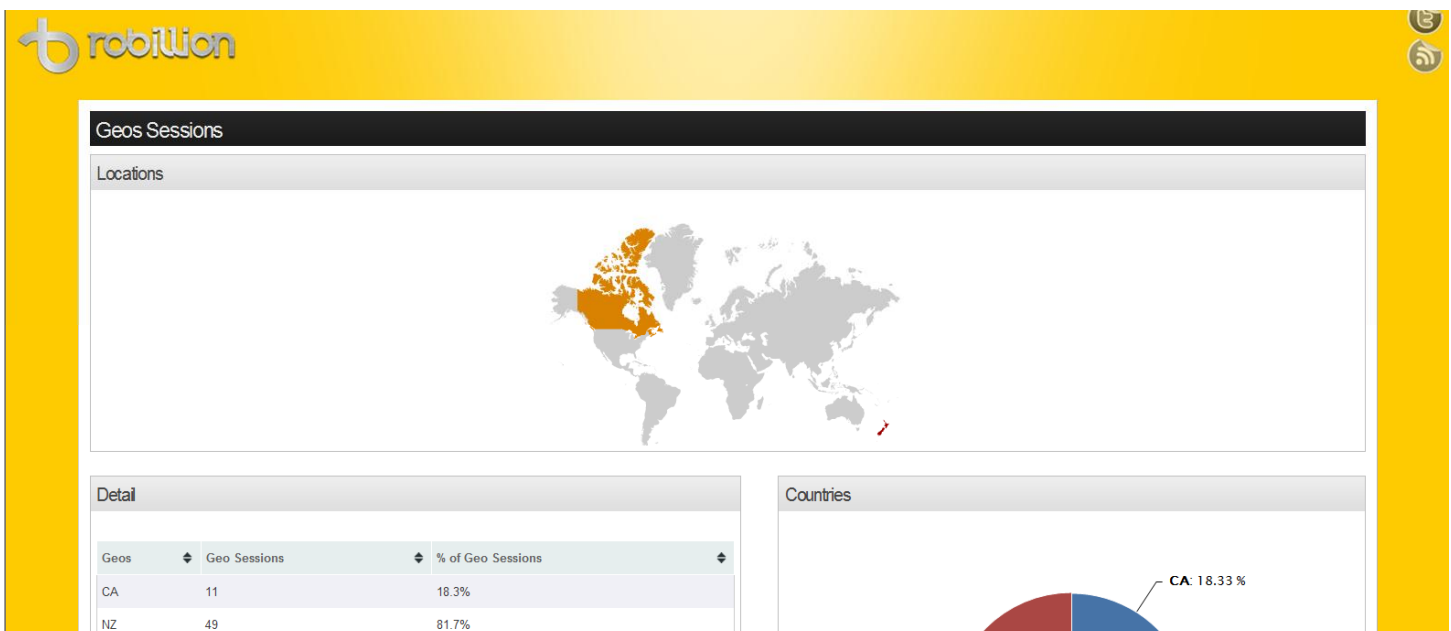 robillion
Geos Sessions
Locations
Detail
Countries
Geos Geo Sessions % of Geo Sessions
CA 11 18.3%
NZ 49 81.7%
CA: 18.33 %